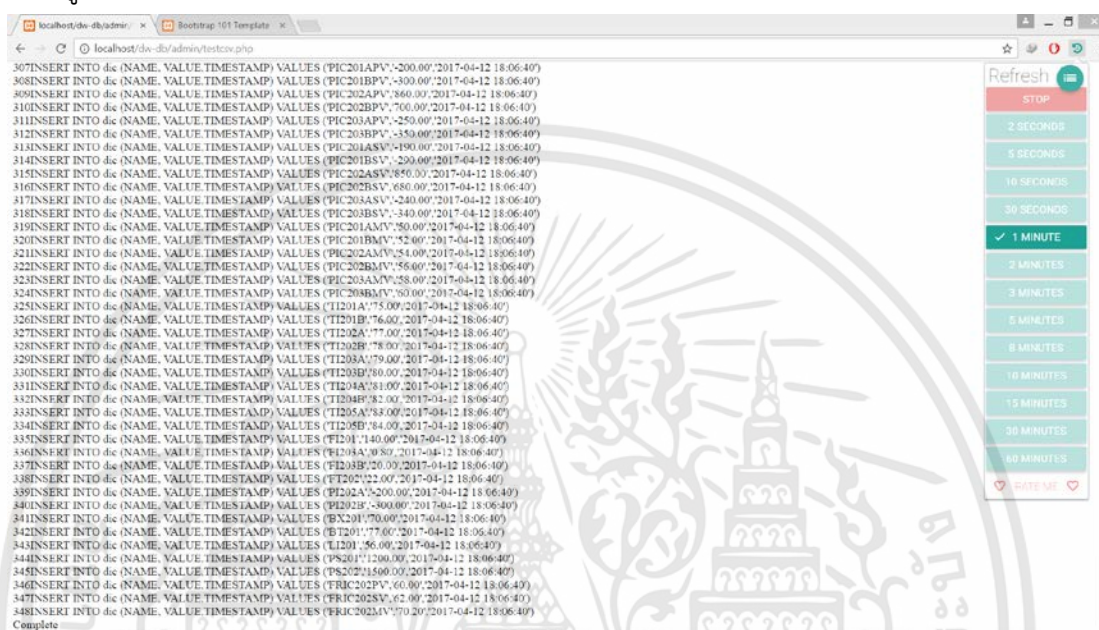 localhost/dw-db/admin/
Bootstrap 101 Template
localhost/dw-db/admin/testcsv.php
307INSERT INTO dic (NAME, VALUE,TIMESTAMP) VALUES ('PIC201APV','-200.00','2017-04-12 18:06:40')
308INSERT INTO dic (NAME, VALUE,TIMESTAMP) VALUES ('PIC201BPV','-300.00','2017-04-12 18:06:40')
309INSERT INTO dic (NAME, VALUE,TIMESTAMP) VALUES ('PIC202APV','860.00','2017-04-12 18:06:40')
310INSERT INTO dic (NAME, VALUE,TIMESTAMP) VALUES ('PIC202BPV','700.00','2017-04-12 18:06:40')
311INSERT INTO dic (NAME, VALUE,TIMESTAMP) VALUES ('PIC203APV','-250.00','2017-04-12 18:06:40')
312INSERT INTO dic (NAME, VALUE,TIMESTAMP) VALUES ('PIC203BPV','-350.00','2017-04-12 18:06:40')
313INSERT INTO dic (NAME, VALUE,TIMESTAMP) VALUES ('PIC201ASV','-190.00','2017-04-12 18:06:40')
314INSERT INTO dic (NAME, VALUE,TIMESTAMP) VALUES ('PIC201BSV','-290.00','2017-04-12 18:06:40')
315INSERT INTO dic (NAME, VALUE,TIMESTAMP) VALUES ('PIC202ASV','850.00','2017-04-12 18:06:40')
316INSERT INTO dic (NAME, VALUE,TIMESTAMP) VALUES ('PIC202BSV','680.00','2017-04-12 18:06:40')
317INSERT INTO dic (NAME, VALUE,TIMESTAMP) VALUES ('PIC203ASV','-240.00','2017-04-12 18:06:40')
318INSERT INTO dic (NAME, VALUE,TIMESTAMP) VALUES ('PIC203BSV','-340.00','2017-04-12 18:06:40')
319INSERT INTO dic (NAME, VALUE,TIMESTAMP) VALUES ('PIC201AMV','50.00','2017-04-12 18:06:40')
320INSERT INTO dic (NAME, VALUE,TIMESTAMP) VALUES ('PIC201BMV','52.00','2017-04-12 18:06:40')
321INSERT INTO dic (NAME, VALUE,TIMESTAMP) VALUES ('PIC202AMV','54.00','2017-04-12 18:06:40')
322INSERT INTO dic (NAME, VALUE,TIMESTAMP) VALUES ('PIC202BMV','56.00','2017-04-12 18:06:40')
323INSERT INTO dic (NAME, VALUE,TIMESTAMP) VALUES ('PIC203AMV','58.00','2017-04-12 18:06:40')
324INSERT INTO dic (NAME, VALUE,TIMESTAMP) VALUES ('PIC203BMV','60.00','2017-04-12 18:06:40')
325INSERT INTO dic (NAME, VALUE,TIMESTAMP) VALUES ('TI201A','75.00','2017-04-12 18:06:40')
326INSERT INTO dic (NAME, VALUE,TIMESTAMP) VALUES ('TI201B','76.00','2017-04-12 18:06:40')
327INSERT INTO dic (NAME, VALUE,TIMESTAMP) VALUES ('TI202A','77.00','2017-04-12 18:06:40')
328INSERT INTO dic (NAME, VALUE,TIMESTAMP) VALUES ('TI202B','78.00','2017-04-12 18:06:40')
329INSERT INTO dic (NAME, VALUE,TIMESTAMP) VALUES ('TI203A','79.00','2017-04-12 18:06:40')
330INSERT INTO dic (NAME, VALUE,TIMESTAMP) VALUES ('TI203B','80.00','2017-04-12 18:06:40')
331INSERT INTO dic (NAME, VALUE,TIMESTAMP) VALUES ('TI204A','81.00','2017-04-12 18:06:40')
332INSERT INTO dic (NAME, VALUE,TIMESTAMP) VALUES ('TI204B','82.00','2017-04-12 18:06:40')
333INSERT INTO dic (NAME, VALUE,TIMESTAMP) VALUES ('TI205A','83.00','2017-04-12 18:06:40')
334INSERT INTO dic (NAME, VALUE,TIMESTAMP) VALUES ('TI205B','84.00','2017-04-12 18:06:40')
335INSERT INTO dic (NAME, VALUE,TIMESTAMP) VALUES ('FI201','140.00','2017-04-12 18:06:40')
336INSERT INTO dic (NAME, VALUE,TIMESTAMP) VALUES ('FI203A','0.80','2017-04-12 18:06:40')
337INSERT INTO dic (NAME, VALUE,TIMESTAMP) VALUES ('FI203B','20.00','2017-04-12 18:06:40')
338INSERT INTO dic (NAME, VALUE,TIMESTAMP) VALUES ('FT202','22.00','2017-04-12 18:06:40')
339INSERT INTO dic (NAME, VALUE,TIMESTAMP) VALUES ('PI202A','-200.00','2017-04-12 18:06:40')
340INSERT INTO dic (NAME, VALUE,TIMESTAMP) VALUES ('PI202B','-300.00','2017-04-12 18:06:40')
341INSERT INTO dic (NAME, VALUE,TIMESTAMP) VALUES ('BX201','70.00','2017-04-12 18:06:40')
342INSERT INTO dic (NAME, VALUE,TIMESTAMP) VALUES ('BT201','77.00','2017-04-12 18:06:40')
343INSERT INTO dic (NAME, VALUE,TIMESTAMP) VALUES ('LI201','56.00','2017-04-12 18:06:40')
344INSERT INTO dic (NAME, VALUE,TIMESTAMP) VALUES ('PS201','1200.00','2017-04-12 18:06:40')
345INSERT INTO dic (NAME, VALUE,TIMESTAMP) VALUES ('PS202','1500.00','2017-04-12 18:06:40')
346INSERT INTO dic (NAME, VALUE,TIMESTAMP) VALUES ('FRIC202PV','60.00','2017-04-12 18:06:40')
347INSERT INTO dic (NAME, VALUE,TIMESTAMP) VALUES ('FRIC202SV','62.00','2017-04-12 18:06:40')
348INSERT INTO dic (NAME, VALUE,TIMESTAMP) VALUES ('FRIC202MV','70.20','2017-04-12 18:06:40')
Complete
Refresh
STOP
2 SECONDS
5 SECONDS
10 SECONDS
30 SECONDS
✓ 1 MINUTE
2 MINUTES
3 MINUTES
5 MINUTES
8 MINUTES
10 MINUTES
15 MINUTES
30 MINUTES
60 MINUTES
♡ RATE ME ♡